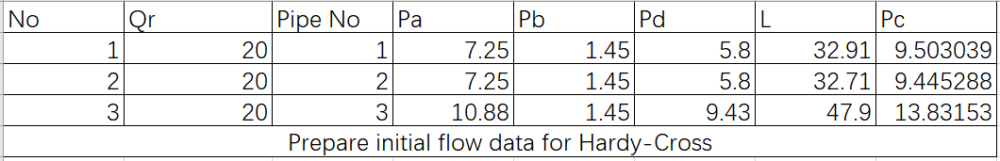 No Qr Pipe No Pa Pb Pd L Pc
1 20 1 7.25 1.45 5.8 32.91 9.503039
2 20 2 7.25 1.45 5.8 32.71 9.445288
3 20 3 10.88 1.45 9.43 47.9 13.83153
Prepare initial flow data for Hardy-Cross